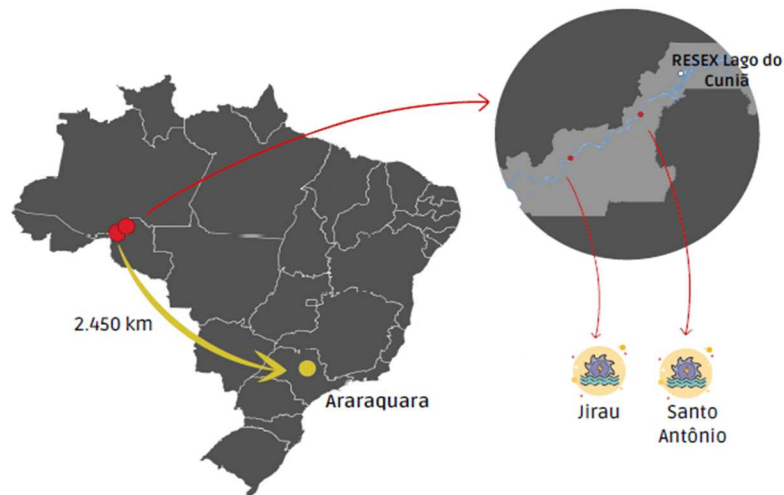 RESEX Lago do
Cuniã
2.450 km
Araraquara
Jirau
Santo
Antônio